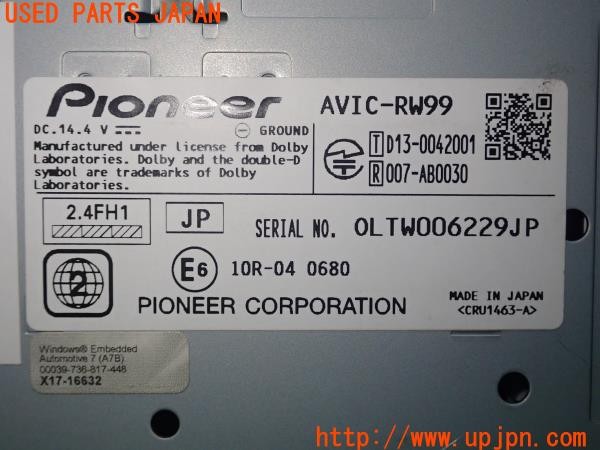 USED PARTS JAPAN
Pioneer
AVIC-RW99
DC.14.4 V
GROUND
Manufactured under license from Dolby
Laboratories. Dolby and the double-D
symbol are trademarks of Dolby
Laboratories.
T D13-0042001
R 007-AB0030
2.4FH1
JP
SERIAL NO. OLTW006229JP
2
E6
10R-04 0680
PIONEER CORPORATION
MADE IN JAPAN
<CRU1463-A>
Windows® Embedded
Automotive 7 (A7B)
00039-736-817-448
X17-16632
UPJ
http://www.upjpn.com/